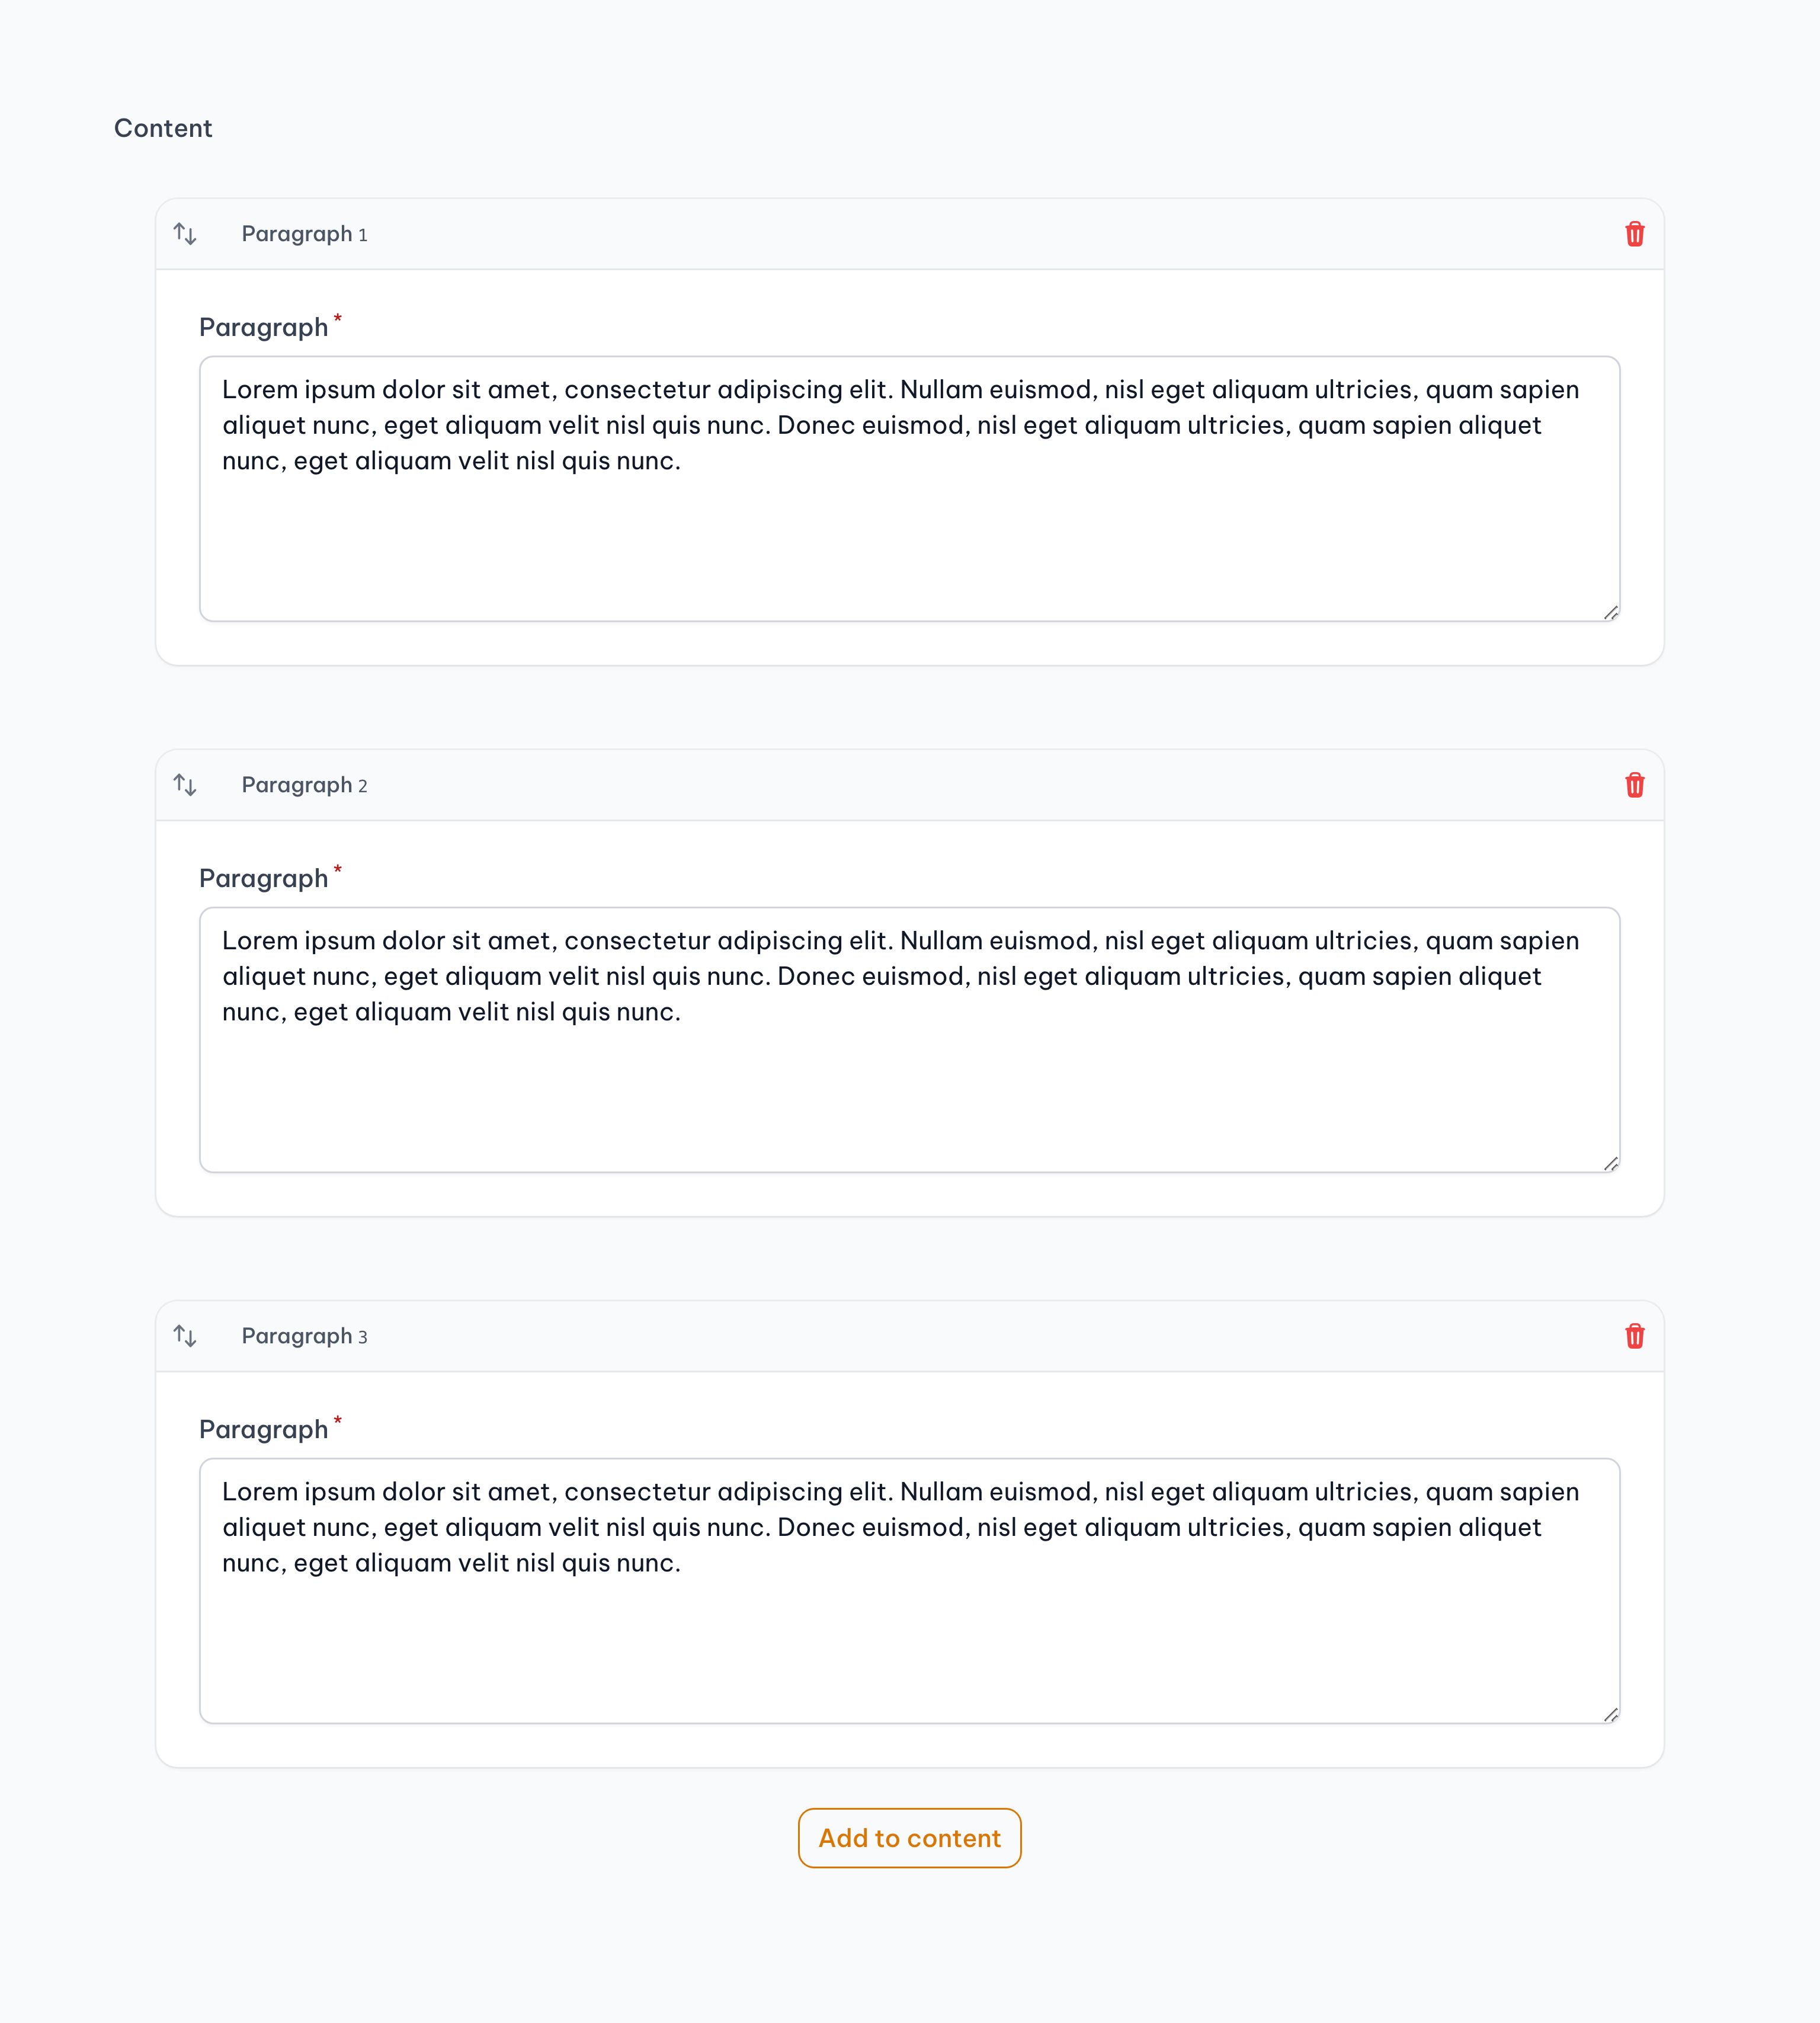 Content
Paragraph 1
Paragraph*
Lorem ipsum dolor sit amet, consectetur adipiscing elit. Nullam euismod, nisl eget aliquam ultricies, quam sapien
aliquet nunc, eget aliquam velit nisl quis nunc. Donec euismod, nisl eget aliquam ultricies, quam sapien aliquet
nunc, eget aliquam velit nisl quis nunc.
Paragraph 2
Paragraph*
Lorem ipsum dolor sit amet, consectetur adipiscing elit. Nullam euismod, nisl eget aliquam ultricies, quam sapien
aliquet nunc, eget aliquam velit nisl quis nunc. Donec euismod, nisl eget aliquam ultricies, quam sapien aliquet
nunc, eget aliquam velit nisl quis nunc.
Paragraph 3
Paragraph*
Lorem ipsum dolor sit amet, consectetur adipiscing elit. Nullam euismod, nisl eget aliquam ultricies, quam sapien
aliquet nunc, eget aliquam velit nisl quis nunc. Donec euismod, nisl eget aliquam ultricies, quam sapien aliquet
nunc, eget aliquam velit nisl quis nunc.
Add to content